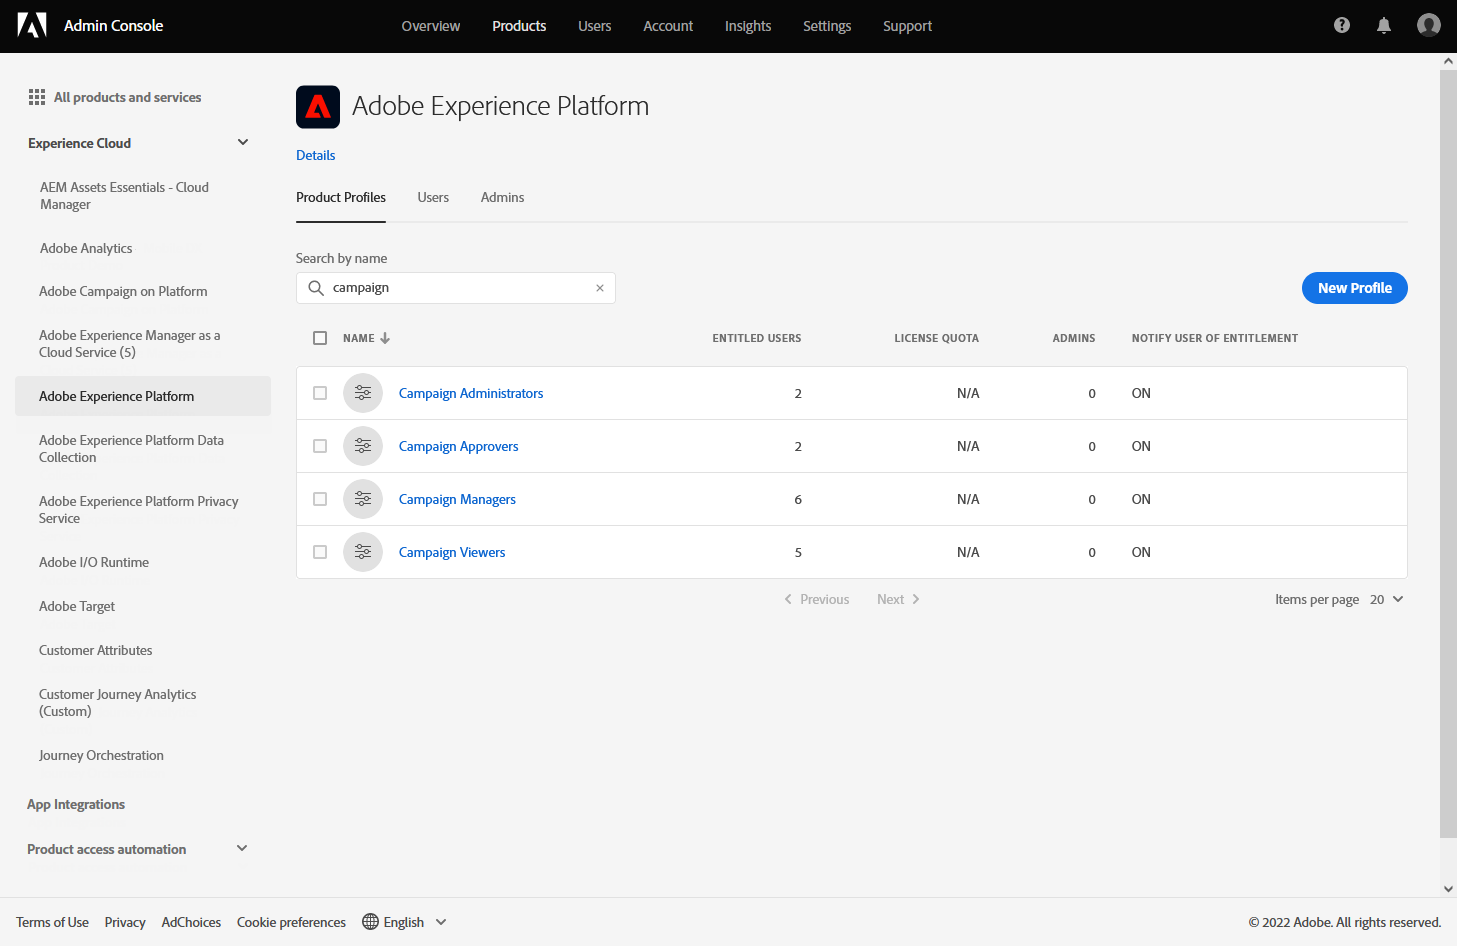 Admin Console
Overview Products Users Account Insights Settings Support
All products and services
Experience Cloud
AEM Assets Essentials - Cloud
Manager
Adobe Analytics
Adobe Campaign on Platform
Adobe Experience Manager as a
Cloud Service (5)
Adobe Experience Platform
Adobe Experience Platform Data
Collection
Adobe Experience Platform Privacy
Service
Adobe I/O Runtime
Adobe Target
Customer Attributes
Customer Journey Analytics
(Custom)
Journey Orchestration
App Integrations
Product access automation
Adobe Experience Platform
Details
Product Profiles Users Admins
Search by name
campaign
New Profile
NAME ENTITLED USERS LICENSE QUOTA ADMINS NOTIFY USER OF ENTITLEMENT
Campaign Administrators 2 N/A 0 ON
Campaign Approvers 2 N/A 0 ON
Campaign Managers 6 N/A 0 ON
Campaign Viewers 5 N/A 0 ON
Previous Next Items per page 20
Terms of Use Privacy AdChoices Cookie preferences English © 2022 Adobe. All rights reserved.